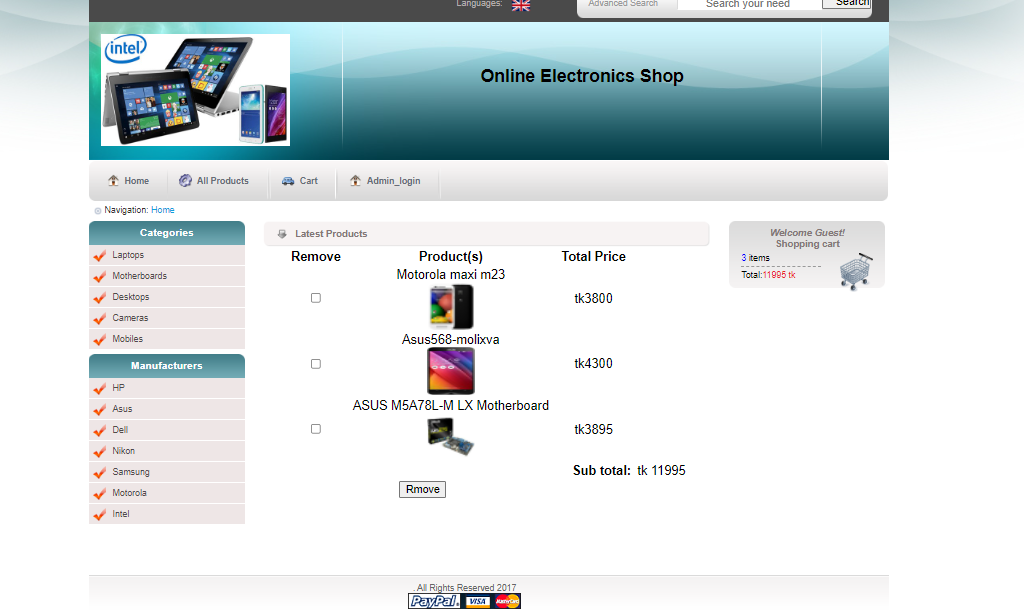 Languages:
Advanced Search
Search your need
Search
intel
Online Electronics Shop
Home
All Products
Cart
Admin_login
Navigation: Home
Categories
Laptops
Motherboards
Desktops
Cameras
Mobiles
Manufacturers
HP
Asus
Dell
Nikon
Samsung
Motorola
Intel
Latest Products
Remove Product(s) Total Price
Motorola maxi m23
tk3800
Asus568-molixva
tk4300
ASUS M5A78L-M LX Motherboard
tk3895
Sub total: tk 11995
Rmove
Welcome Guest!
Shopping cart
3 items
Total:11995 tk
. All Rights Reserved 2017
PayPal VISA MasterCard